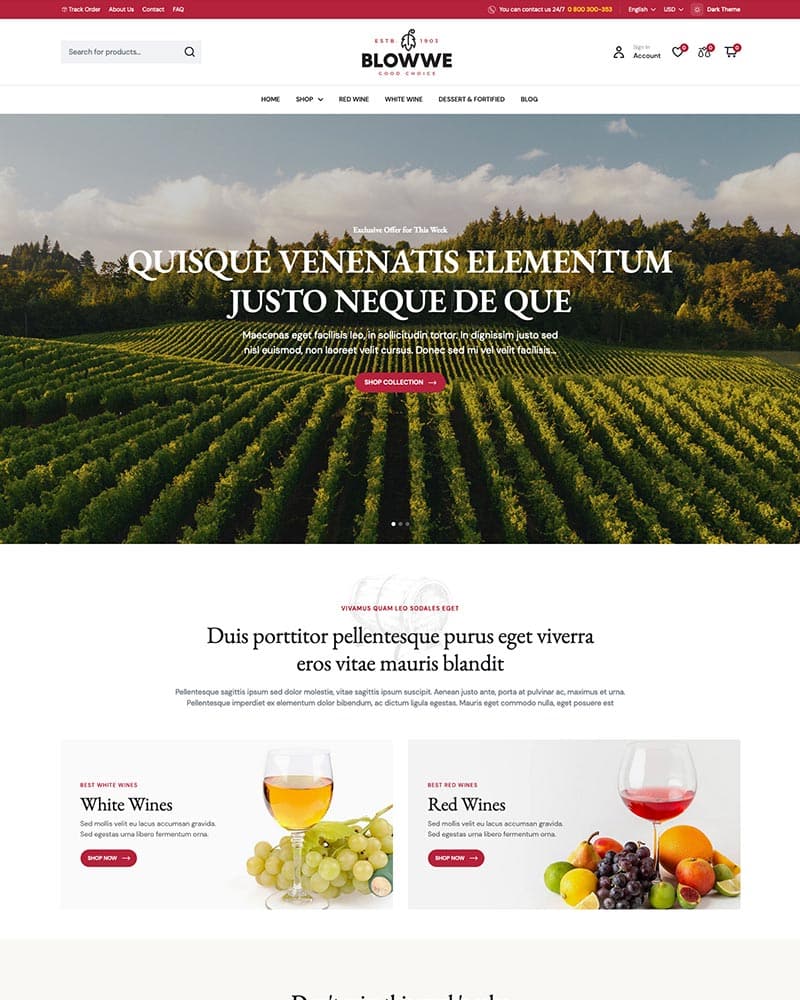 Track Order About Us Contact FAQ
You can contact us 24/7 0 800 300-353 English USD Dark Theme
Search for products...
ESTB 1903
BLOWWE
GOOD CHOICE
Sign In
Account
0 0 0
HOME SHOP RED WINE WHITE WINE DESSERT & FORTIFIED BLOG
Exclusive Offer for This Week
QUISQUE VENENATIS ELEMENTUM
JUSTO NEQUE DE QUE
Maecenas eget facilisis leo, in sollicitudin tortor. In dignissim justo sed
nisl euismod, non laoreet velit cursus. Donec sed mi vel velit facilisis...
SHOP COLLECTION
VIVAMUS QUAM LEO SODALES EGET
Duis porttitor pellentesque purus eget viverra
eros vitae mauris blandit
Pellentesque sagittis ipsum sed dolor molestie, vitae sagittis ipsum suscipit. Aenean justo ante, porta at pulvinar ac, maximus et urna.
Pellentesque imperdiet ex elementum dolor bibendum, ac dictum ligula egestas. Mauris eget commodo nulla, eget posuere est
BEST WHITE WINES
White Wines
Sed mollis velit eu lacus accumsan gravida.
Sed egestas urna libero fermentum orna.
SHOP NOW
BEST RED WINES
Red Wines
Sed mollis velit eu lacus accumsan gravida.
Sed egestas urna libero fermentum orna.
SHOP NOW